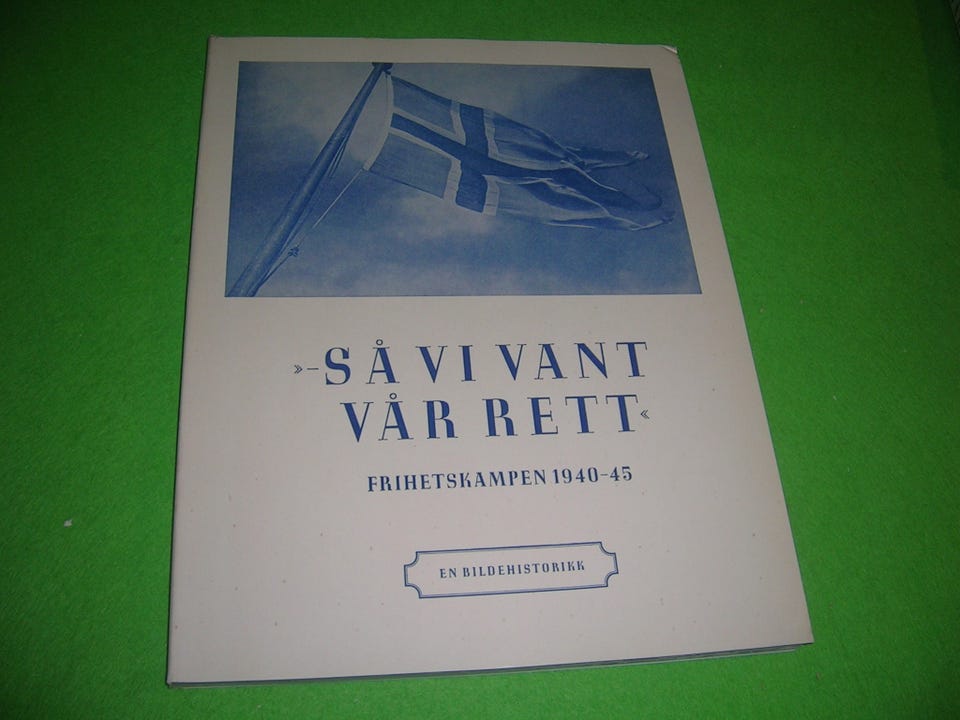 »–SÅ VI VANT
VÅR RETT«
FRIHETSKAMPEN 1940–45
EN BILDEHISTORIKK